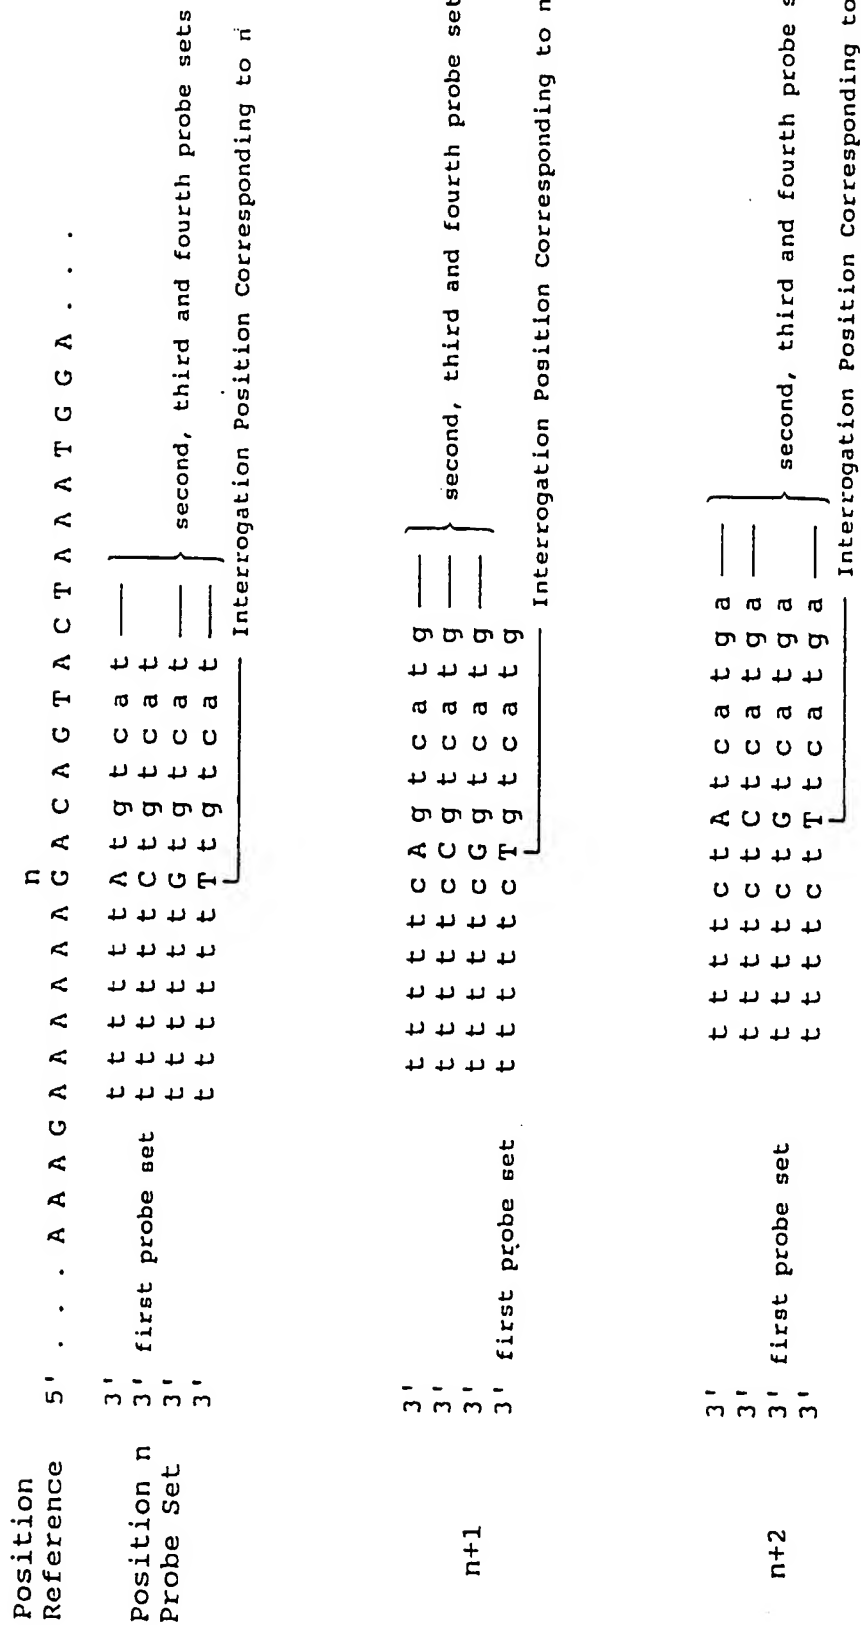 Position n
Reference 5' . . . A A A G A A A A A A G A C A G T A C T A A A T G G A . . .
3' t t t t t t A t g t c a t
Position n 3' first probe set t t t t t t C t g t c a t
Probe Set 3' t t t t t t G t g t c a t second, third and fourth probe sets
3' t t t t t t T t g t c a t
Interrogation Position Corresponding to n
3' t t t t t c A g t c a t g
3' t t t t t c C g t c a t g second, third and fourth probe set
n+1 3' t t t t t c G g t c a t g
3' first probe set t t t t t c T g t c a t g
Interrogation Position Corresponding to n
3' t t t t c t A t c a t g a
3' t t t t c t C t c a t g a
n+2 3' first probe set t t t t c t G t c a t g a second, third and fourth probe s
3' t t t t c t T t c a t g a
Interrogation Position Corresponding to